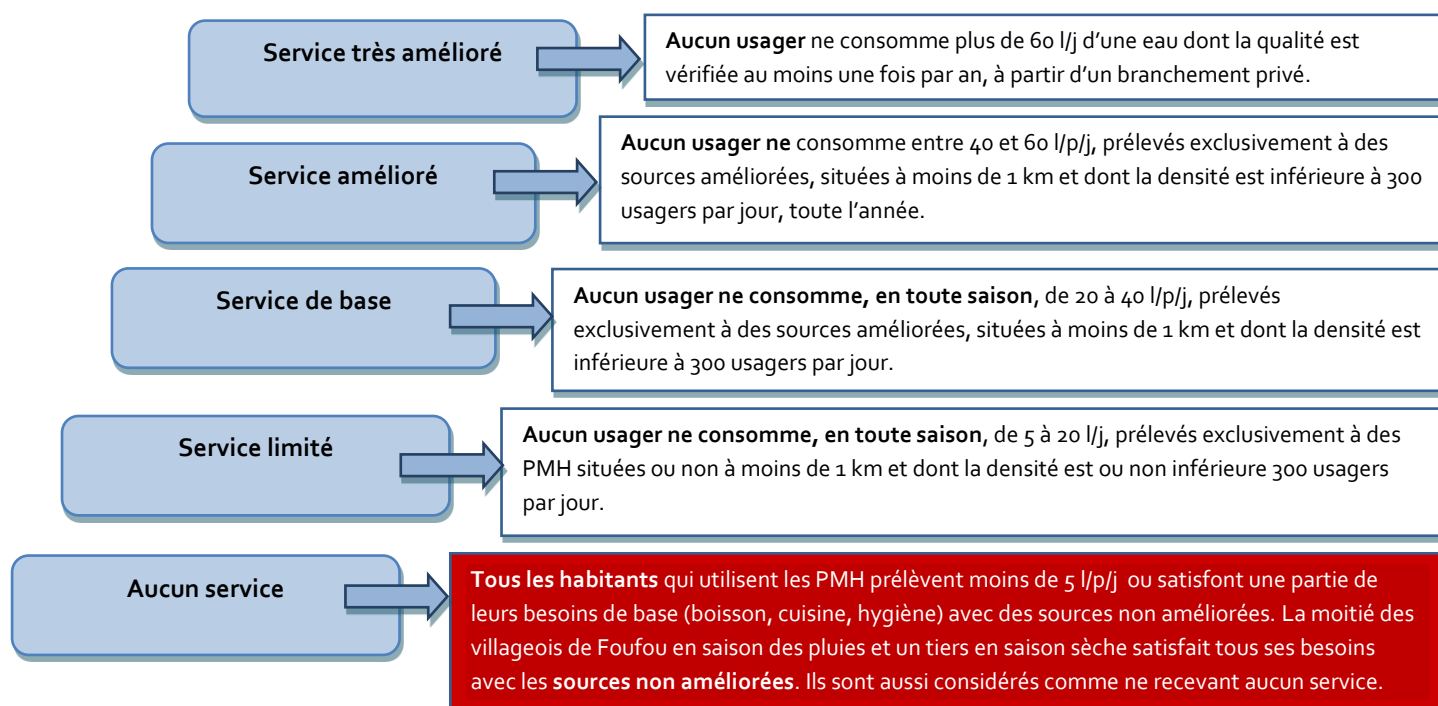 Service très amélioré
Aucun usager ne consomme plus de 60 l/j d’une eau dont la qualité est
vérifiée au moins une fois par an, à partir d’un branchement privé.
Service amélioré
Aucun usager ne consomme entre 40 et 60 l/p/j, prélevés exclusivement à des
sources améliorées, situées à moins de 1 km et dont la densité est inférieure à 300
usagers par jour, toute l’année.
Service de base
Aucun usager ne consomme, en toute saison, de 20 à 40 l/p/j, prélevés
exclusivement à des sources améliorées, situées à moins de 1 km et dont la densité est
inférieure à 300 usagers par jour.
Service limité
Aucun usager ne consomme, en toute saison, de 5 à 20 l/j, prélevés exclusivement à des
PMH situées ou non à moins de 1 km et dont la densité est ou non inférieure 300 usagers
par jour.
Aucun service
Tous les habitants qui utilisent les PMH prélèvent moins de 5 l/p/j ou satisfont une partie de
leurs besoins de base (boisson, cuisine, hygiène) avec des sources non améliorées. La moitié des
villageois de Foufou en saison des pluies et un tiers en saison sèche satisfait tous ses besoins
avec les sources non améliorées. Ils sont aussi considérés comme ne recevant aucun service.